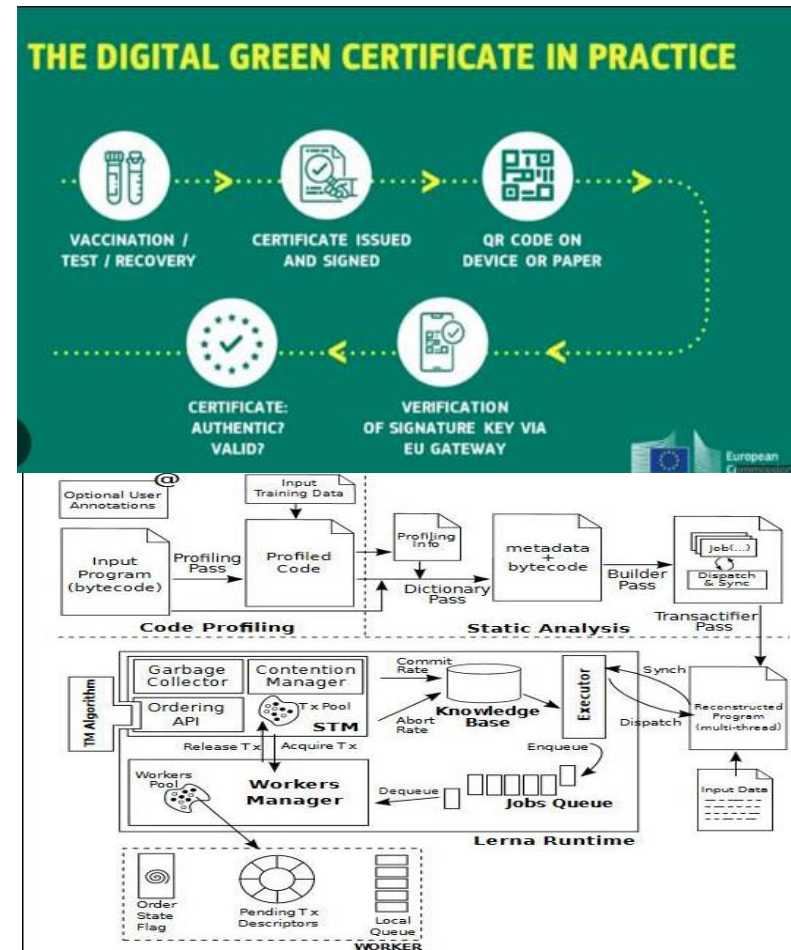 THE DIGITAL GREEN CERTIFICATE IN PRACTICE
VACCINATION /
TEST / RECOVERY
CERTIFICATE ISSUED
AND SIGNED
QR CODE ON
DEVICE OR PAPER
CERTIFICATE:
AUTHENTIC?
VALID?
VERIFICATION
OF SIGNATURE KEY VIA
EU GATEWAY
European
Commission
@
Optional User
Annotations
Input
Training Data
Input
Program
(bytecode)
Profiling
Pass
Profiled
Code
Profiling
Info
Dictionary
Pass
metadata
+
bytecode
Builder
Pass
Job(...)
Dispatch
& Sync
Transactifier
Pass
Code Profiling
Static Analysis
TM Algorithm
Garbage
Collector
Contention
Manager
Ordering
API
Tx Pool
STM
Commit
Rate
Abort
Rate
Knowledge
Base
Executor
Synch
Dispatch
Reconstructed
Program
(multi-thread)
Release Tx
Acquire Tx
Enqueue
Workers
Pool
Workers
Manager
Dequeue
Jobs Queue
Input Data
Lerna Runtime
Order
State
Flag
Pending Tx
Descriptors
Local
Queue
WORKER